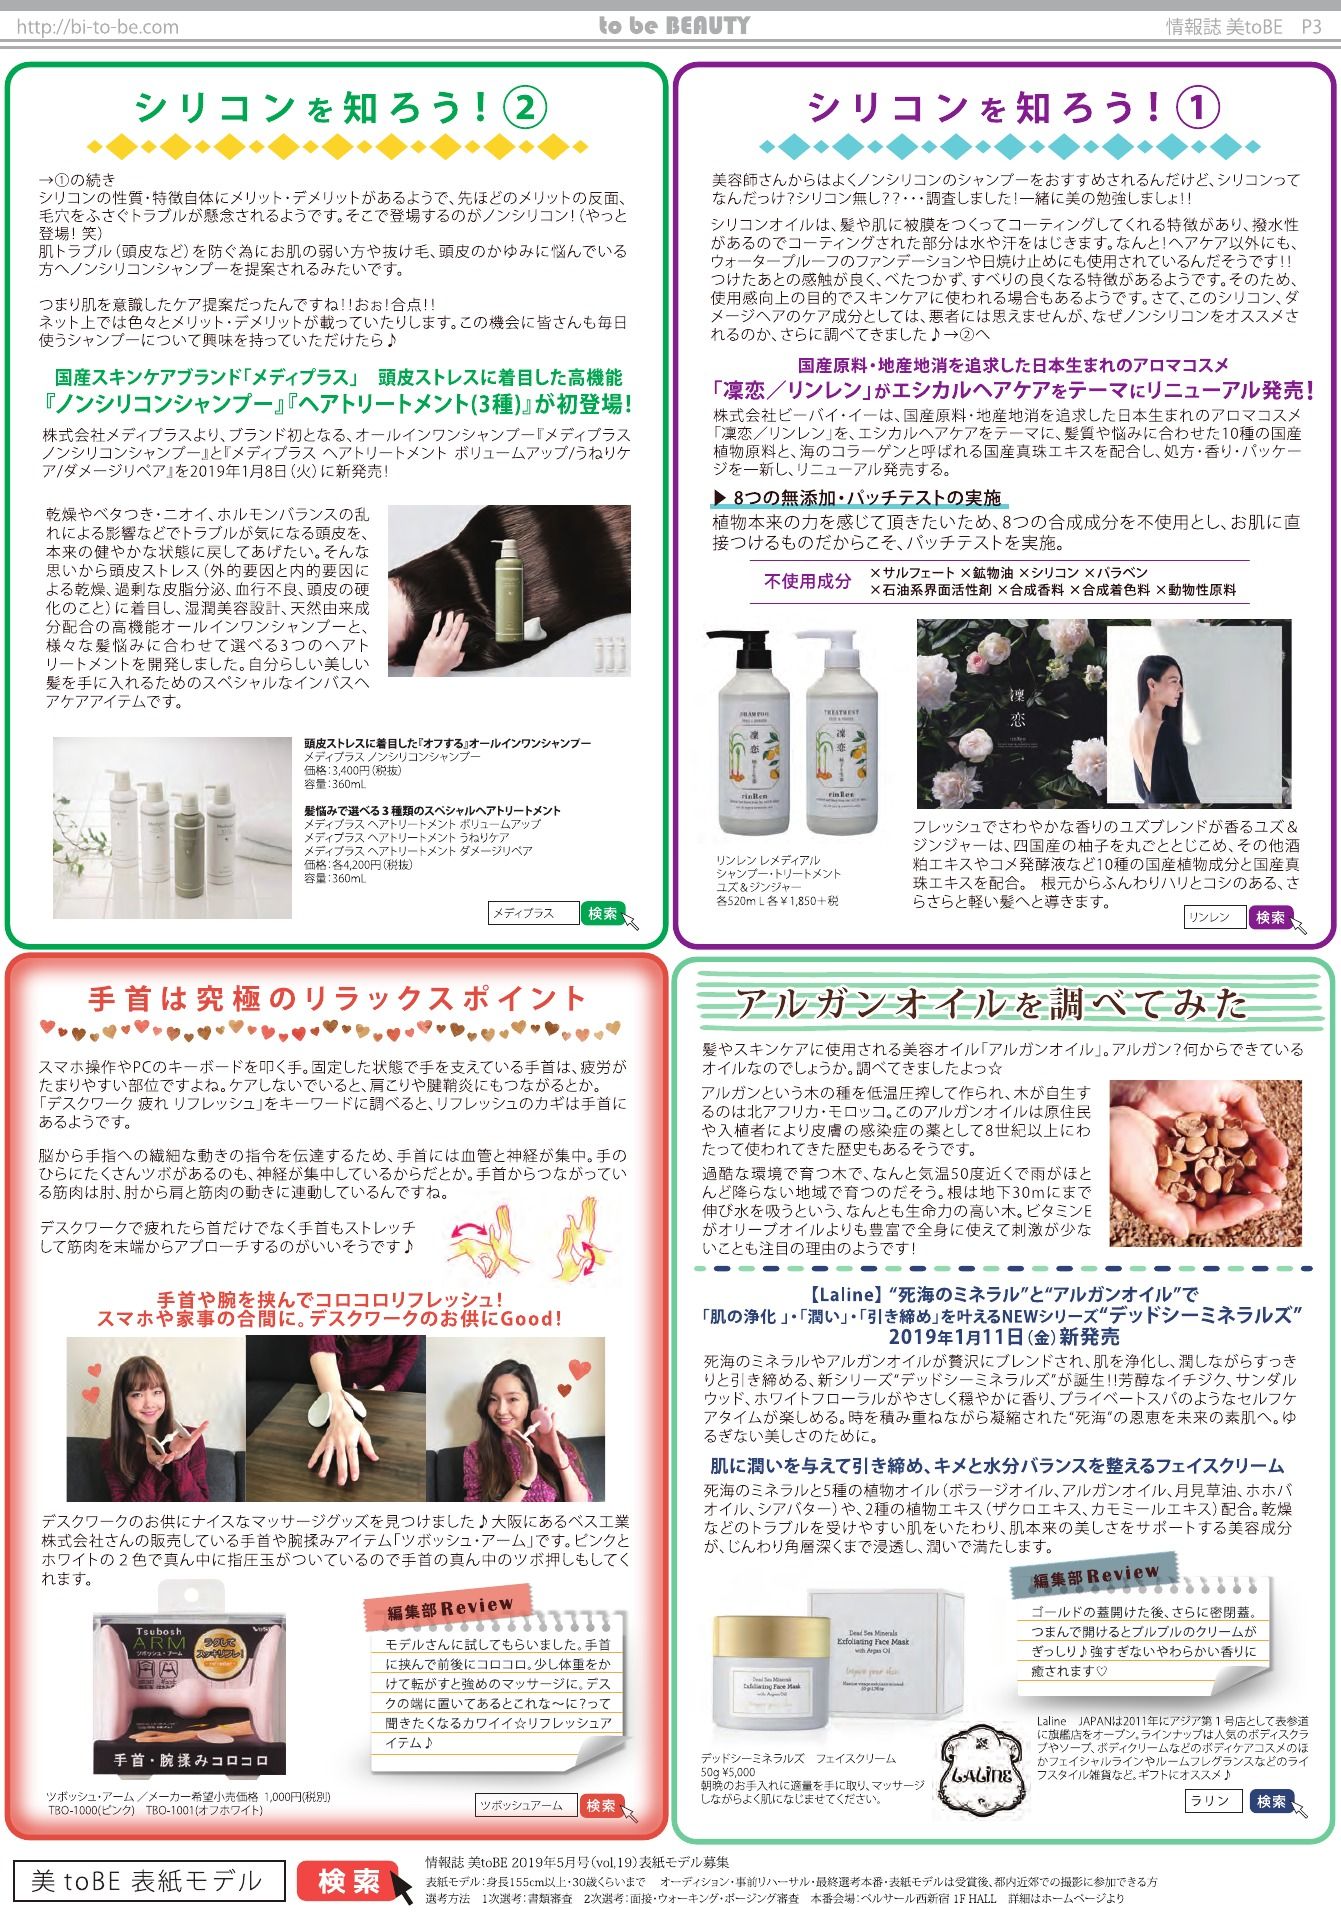 http://bi-to-be.com
to be BEAUTY
情報誌 美toBE P3
シリコンを知ろう!①
美容師さんからはよくノンシリコンのシャンプーをおすすめされるんだけど、シリコンって
なんだっけ?シリコン無し??・・・調査しました!一緒に美の勉強しましょ!!
シリコンオイルは、髪や肌に被膜をつくってコーティングしてくれる特徴があり、撥水性
があるのでコーティングされた部分は水や汗をはじきます。なんと!ヘアケア以外にも、
ウォータープルーフのファンデーションや日焼け止めにも使用されているんだそうです!!
つけたあとの感触が良く、べたつかず、すべりの良くなる特徴があるようです。そのため、
使用感向上の目的でスキンケアに使われる場合もあるようです。さて、このシリコン、ダ
メージヘアのケア成分としては、悪者には思えませんが、なぜノンシリコンをオススメさ
れるのか、さらに調べてきました♪→②へ
国産原料・地産地消を追求した日本生まれのアロマコスメ
「凜恋/リンレン」がエシカルヘアケアをテーマにリニューアル発売!
株式会社ビーバイ・イーは、国産原料・地産地消を追求した日本生まれのアロマコスメ
「凜恋/リンレン」を、エシカルヘアケアをテーマに、髪質や悩みに合わせた10種の国産
植物原料と、海のコラーゲンと呼ばれる国産真珠エキスを配合し、処方・香り・パッケー
ジを一新し、リニューアル発売する。
▶ 8つの無添加・パッチテストの実施
植物本来の力を感じて頂きたいため、8つの合成成分を不使用とし、お肌に直
接つけるものだからこそ、パッチテストを実施。
不使用成分
×サルフェート ×鉱物油 ×シリコン ×パラベン
×石油系界面活性剤 ×合成香料 ×合成着色料 ×動物性原料
SHAMPOO
凜恋
rinRen
TREATMENT
凜恋
rinRen
凜恋
リンレン レメディアル
シャンプー・トリートメント
ユズ&ジンジャー
各520mL各¥1,850+税
フレッシュでさわやかな香りのユズブレンドが香るユズ&
ジンジャーは、四国産の柚子を丸ごととじこめ、その他酒
粕エキスやコメ発酵液など10種の国産植物成分と国産真
珠エキスを配合。 根元からふんわりハリとコシのある、さ
らさらと軽い髪へと導きます。
リンレン 検索
シリコンを知ろう!②
→①の続き
シリコンの性質・特徴自体にメリット・デメリットがあるようで、先ほどのメリットの反面、
毛穴をふさぐトラブルが懸念されるようです。そこで登場するのがノンシリコン!(やっと
登場! 笑)
肌トラブル(頭皮など)を防ぐ為にお肌の弱い方や抜け毛、頭皮のかゆみに悩んでいる
方へノンシリコンシャンプーを提案されるみたいです。
つまり肌を意識したケア提案だったんですね!!おぉ!合点!!
ネット上では色々とメリット・デメリットが載っていたりします。この機会に皆さんも毎日
使うシャンプーについて興味を持っていただけたら♪
国産スキンケアブランド「メディプラス」 頭皮ストレスに着目した高機能
『ノンシリコンシャンプー』『ヘアトリートメント(3種)』が初登場!
株式会社メディプラスより、ブランド初となる、オールインワンシャンプー『メディプラス
ノンシリコンシャンプー』と『メディプラス ヘアトリートメント ボリュームアップ/うねりケ
ア/ダメージリペア』を2019年1月8日(火)に新発売!
乾燥やベタつき・ニオイ、ホルモンバランスの乱
れによる影響などでトラブルが気になる頭皮を、
本来の健やかな状態に戻してあげたい。そんな
思いから頭皮ストレス(外的要因と内的要因に
よる乾燥、過剰な皮脂分泌、血行不良、頭皮の硬
化のこと)に着目し、湿潤美容設計、天然由来成
分配合の高機能オールインワンシャンプーと、
様々な髪悩みに合わせて選べる3つのヘアト
リートメントを開発しました。自分らしい美しい
髪を手に入れるためのスペシャルなインバスヘ
アケアアイテムです。
頭皮ストレスに着目した『オフする』オールインワンシャンプー
メディプラス ノンシリコンシャンプー
価格:3,400円(税抜)
容量:360mL
髪悩みで選べる3種類のスペシャルヘアトリートメント
メディプラス ヘアトリートメント ボリュームアップ
メディプラス ヘアトリートメント うねりケア
メディプラス ヘアトリートメント ダメージリペア
価格:各4,200円(税抜)
容量:360mL
メディプラス 検索
手首は究極のリラックスポイント
スマホ操作やPCのキーボードを叩く手。固定した状態で手を支えている手首は、疲労が
たまりやすい部位ですよね。ケアしないでいると、肩こりや腱鞘炎にもつながるとか。
「デスクワーク 疲れ リフレッシュ」をキーワードに調べると、リフレッシュのカギは手首に
あるようです。
脳から手指への繊細な動きの指令を伝達するため、手首には血管と神経が集中。手の
ひらにたくさんツボがあるのも、神経が集中しているからだとか。手首からつながってい
る筋肉は肘、肘から肩と筋肉の動きに連動しているんですね。
デスクワークで疲れたら首だけでなく手首もストレッチ
して筋肉を末端からアプローチするのがいいそうです♪
手首や腕を挟んでコロコロリフレッシュ!
スマホや家事の合間に。デスクワークのお供にGood!
デスクワークのお供にナイスなマッサージグッズを見つけました♪大阪にあるベス工業
株式会社さんの販売している手首や腕揉みアイテム「ツボッシュ・アーム」です。ピンクと
ホワイトの2色で真ん中に指圧玉がついているので手首の真ん中のツボ押しもしてく
れます。
Tsubosh
ARM
ツボッシュ・アーム
Vess
ラクして
スッキリフレ!
手首・腕揉みコロコロ
編集部Review
モデルさんに試してもらいました。手首
に挟んで前後にコロコロ。少し体重をか
けて転がすと強めのマッサージに。デス
クの端に置いてあるとこれな〜に?って
聞きたくなるカワイイ☆リフレッシュア
イテム♪
ツボッシュ・アーム /メーカー希望小売価格 1,000円(税別)
TBO-1000(ピンク) TBO-1001(オフホワイト)
ツボッシュアーム 検索
アルガンオイルを調べてみた
髪やスキンケアに使用される美容オイル「アルガンオイル」。アルガン?何からできている
オイルなのでしょうか。調べてきましたよっ☆
アルガンという木の種を低温圧搾して作られ、木が自生す
るのは北アフリカ・モロッコ。このアルガンオイルは原住民
や入植者により皮膚の感染症の薬として8世紀以上にわ
たって使われてきた歴史もあるそうです。
過酷な環境で育つ木で、なんと気温50度近くで雨がほと
んど降らない地域で育つのだそう。根は地下30mにまで
伸び水を吸うという、なんとも生命力の高い木。ビタミンE
がオリーブオイルよりも豊富で全身に使えて刺激が少な
いことも注目の理由のようです!
【Laline】 “死海のミネラル”と“アルガンオイル”で
「肌の浄化 」・「潤い」・「引き締め」を叶えるNEWシリーズ“デッドシーミネラルズ”
2019年1月11日(金)新発売
死海のミネラルやアルガンオイルが贅沢にブレンドされ、肌を浄化し、潤しながらすっき
りと引き締める、新シリーズ“デッドシーミネラルズ”が誕生!!芳醇なイチジク、サンダル
ウッド、ホワイトフローラルがやさしく穏やかに香り、プライベートスパのようなセルフケ
アタイムが楽しめる。時を積み重ねながら凝縮された“死海“の恩恵を未来の素肌へ。ゆ
るぎない美しさのために。
肌に潤いを与えて引き締め、キメと水分バランスを整えるフェイスクリーム
死海のミネラルと5種の植物オイル(ボラージオイル、アルガンオイル、月見草油、ホホバ
オイル、シアバター)や、2種の植物エキス(ザクロエキス、カモミールエキス)配合。乾燥
などのトラブルを受けやすい肌をいたわり、肌本来の美しさをサポートする美容成分
が、じんわり角層深くまで浸透し、潤いで満たします。
Dead Sea Minerals
Exfoliating Face Mask
with Argan Oil
Dead Sea Minerals
Exfoliating Face Mask
with Argan Oil
編集部Review
ゴールドの蓋開けた後、さらに密閉蓋。
つまんで開けるとプルプルのクリームが
ぎっしり♪強すぎないやわらかい香りに
癒されます♡
デッドシーミネラルズ フェイスクリーム
50g ¥5,000
朝晩のお手入れに適量を手に取り、マッサージ
しながらよく肌になじませてください。
LALINE
Laline JAPANは2011年にアジア第1号店として表参道
に旗艦店をオープン。ラインナップは人気のボディスクラ
ブやソープ、ボディクリームなどのボディケアコスメのほ
かフェイシャルラインやルームフレグランスなどのライ
フスタイル雑貨など。ギフトにオススメ♪
ラリン 検索
美 toBE 表紙モデル 検索
情報誌 美toBE 2019年5月号(vol,19)表紙モデル募集
表紙モデル:身長155cm以上・30歳くらいまで オーディション・事前リハーサル・最終選考本番・表紙モデルは受賞後、都内近郊での撮影に参加できる方
選考方法 1次選考:書類審査 2次選考:面接・ウォーキング・ポージング審査 本番会場:ベルサール西新宿 1F HALL 詳細はホームページより